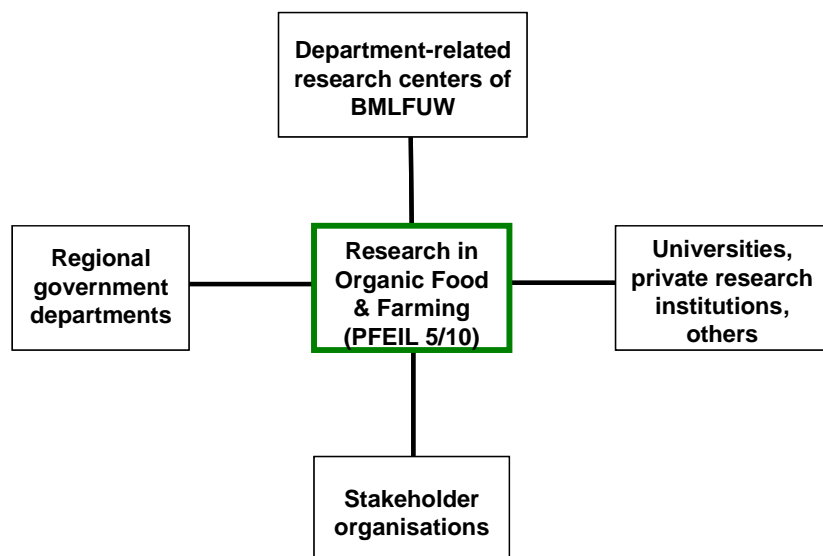 Department-related
research centers of
BMLFUW
Regional
government
departments
Research in
Organic Food
& Farming
(PFEIL 5/10)
Universities,
private research
institutions,
others
Stakeholder
organisations